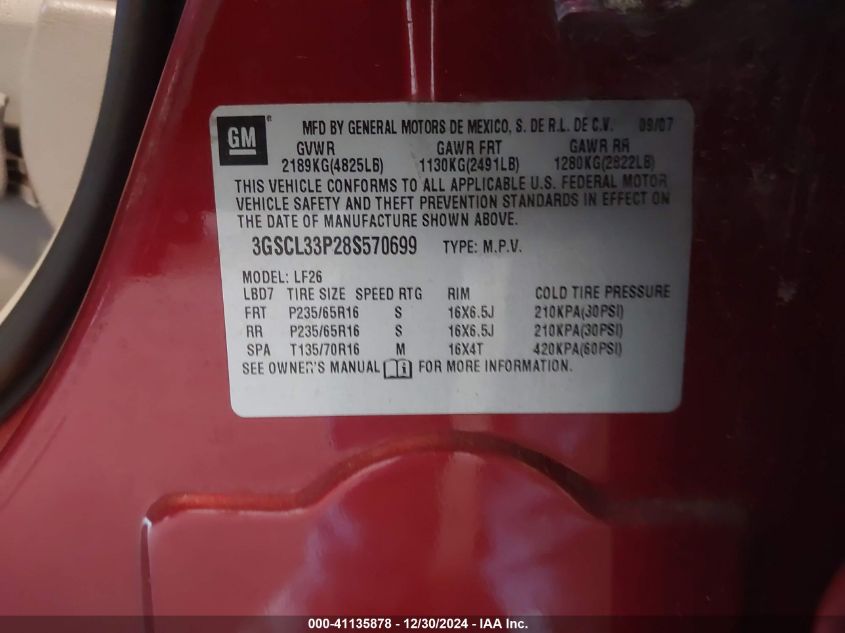 GM ® MFD BY GENERAL MOTORS DE MEXICO, S. DE R.L. DE C.V. 09/07
GVWR GAWR FRT GAWR RR
2189KG(4825LB) 1130KG(2491LB) 1280KG(2822LB)
THIS VEHICLE CONFORMS TO ALL APPLICABLE U.S. FEDERAL MOTOR
VEHICLE SAFETY AND THEFT PREVENTION STANDARDS IN EFFECT ON
THE DATE OF MANUFACTURE SHOWN ABOVE.
3GSCL33P28S570699 TYPE: M.P.V.
MODEL: LF26
LBD7 TIRE SIZE SPEED RTG RIM COLD TIRE PRESSURE
FRT P235/65R16 S 16X6.5J 210KPA(30PSI)
RR P235/65R16 S 16X6.5J 210KPA(30PSI)
SPA T135/70R16 M 16X4T 420KPA(60PSI)
SEE OWNER'S MANUAL i FOR MORE INFORMATION.
000-41135878 - 12/30/2024 - IAA Inc.